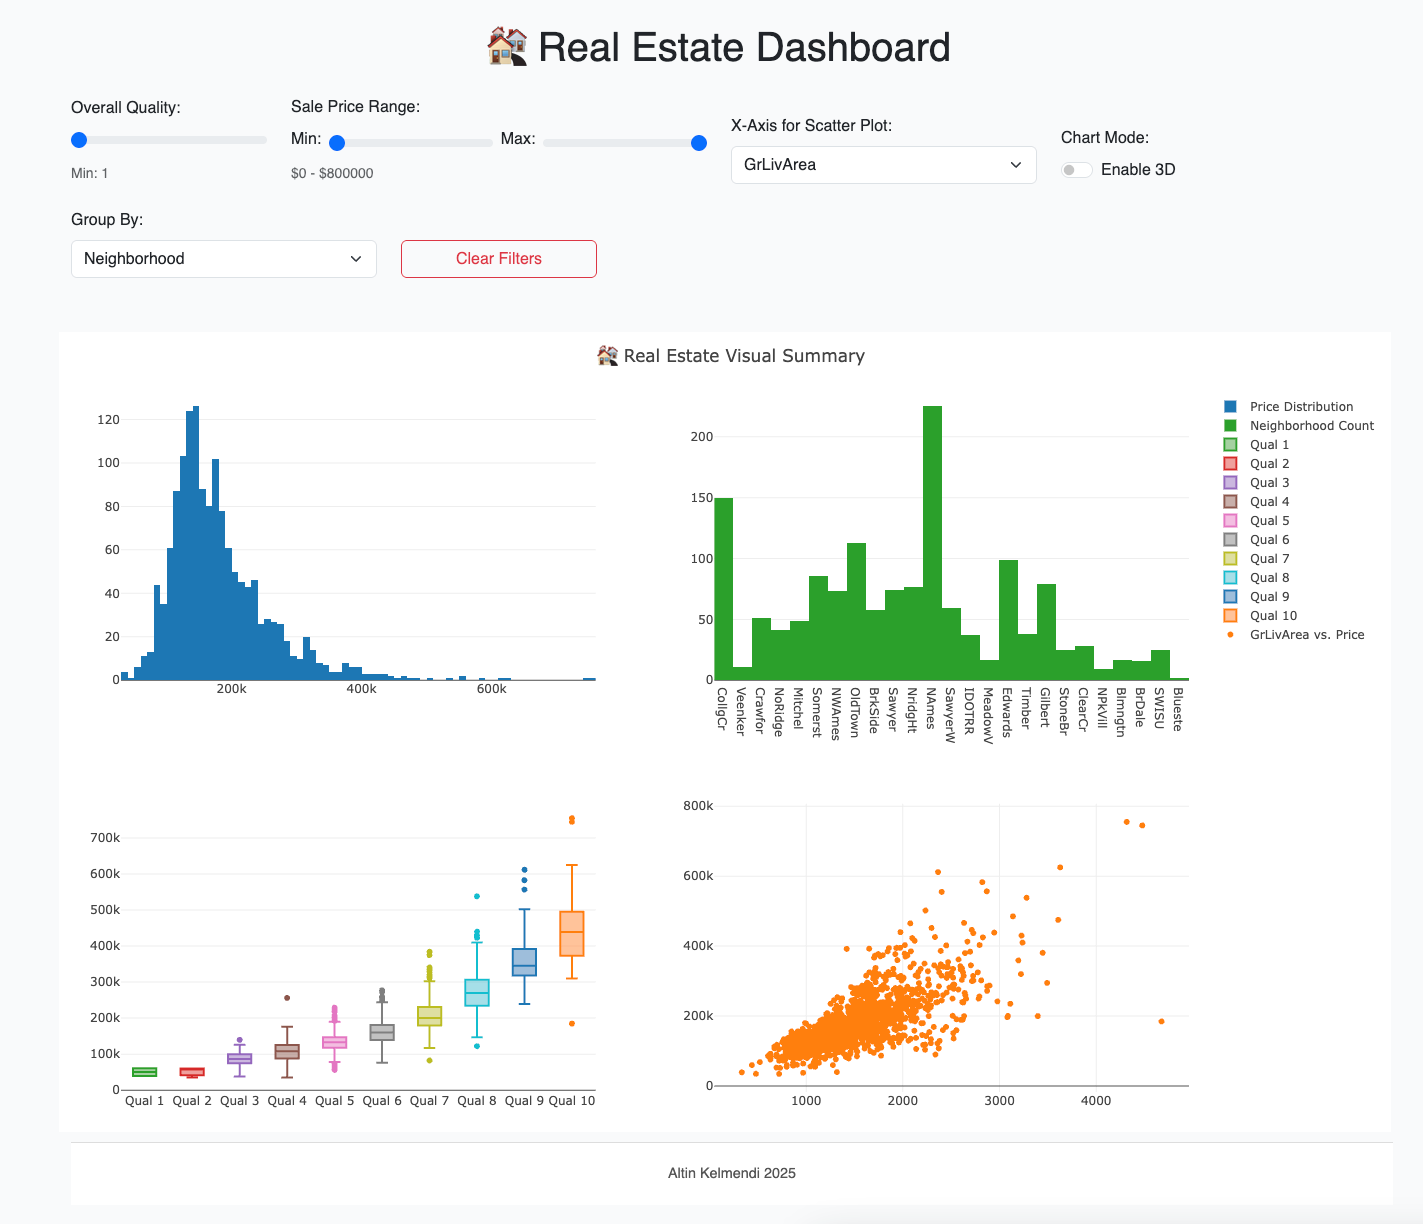 Real Estate Dashboard
Overall Quality:
Min: 1
Sale Price Range:
Min:
Max:
$0 - $800000
X-Axis for Scatter Plot:
GrLivArea
Chart Mode:
Enable 3D
Group By:
Neighborhood
Clear Filters
Real Estate Visual Summary
120
100
80
60
40
20
0
200k
400k
600k
200
150
100
50
0
CollgCr
Veenker
Crawfor
NoRidge
Mitchel
Somerst
NWAmes
OldTown
BrkSide
Sawyer
NridgHt
NAmes
SawyerW
IDOTRR
MeadowV
Edwards
Timber
Gilbert
StoneBr
ClearCr
NPkVill
Blmngtn
BrDale
SWISU
Blueste
Price Distribution
Neighborhood Count
Qual 1
Qual 2
Qual 3
Qual 4
Qual 5
Qual 6
Qual 7
Qual 8
Qual 9
Qual 10
GrLivArea vs. Price
700k
600k
500k
400k
300k
200k
100k
0
Qual 1 Qual 2 Qual 3 Qual 4 Qual 5 Qual 6 Qual 7 Qual 8 Qual 9 Qual 10
800k
600k
400k
200k
0
1000
2000
3000
4000
Altin Kelmendi 2025